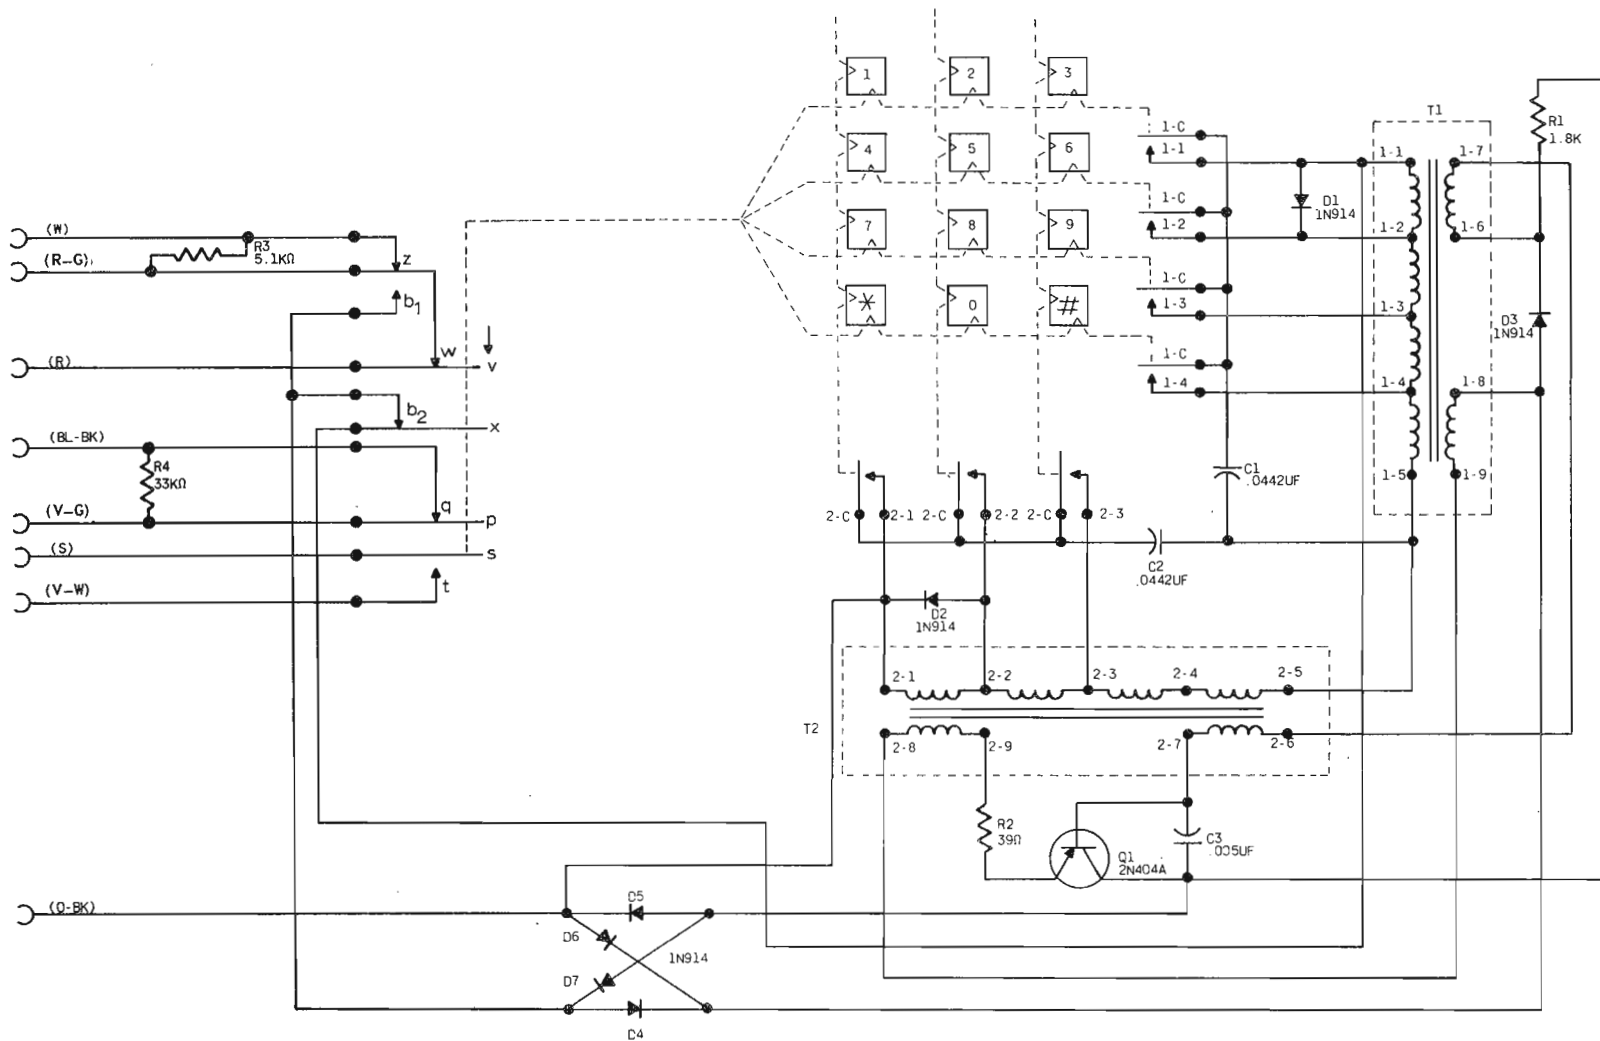 1
2
3
4
5
6
7
8
9
*
0
#
1-C
1-1
1-C
1-2
1-C
1-3
1-C
1-4
D1
1N914
T1
1-1
1-7
1-2
1-6
1-3
1-4
1-8
1-5
1-9
R1
1.8K
D3
1N914
(W)
R3
5.1KΩ
(R-G)
z
b1
(R)
w
v
b2
x
(BL-BK)
R4
33KΩ
q
(V-G)
p
(S)
s
(V-W)
t
C1
.0442UF
2-C
2-1
2-C
2-2
2-C
2-3
C2
.0442UF
D2
1N914
2-1
2-2
2-3
2-4
2-5
T2
2-8
2-9
2-7
2-6
R2
39Ω
Q1
2N404A
C3
.005UF
(O-BK)
D5
D6
1N914
D7
D4